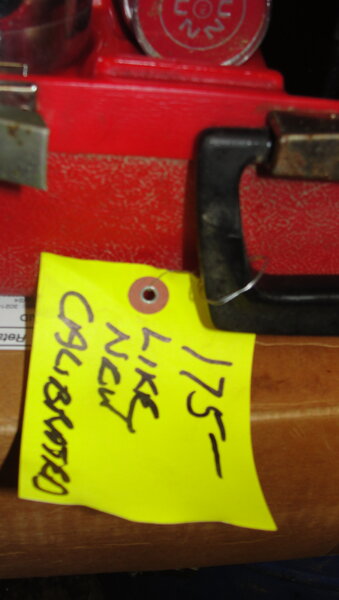 175-
LIKE
NEW
CALIBRATED